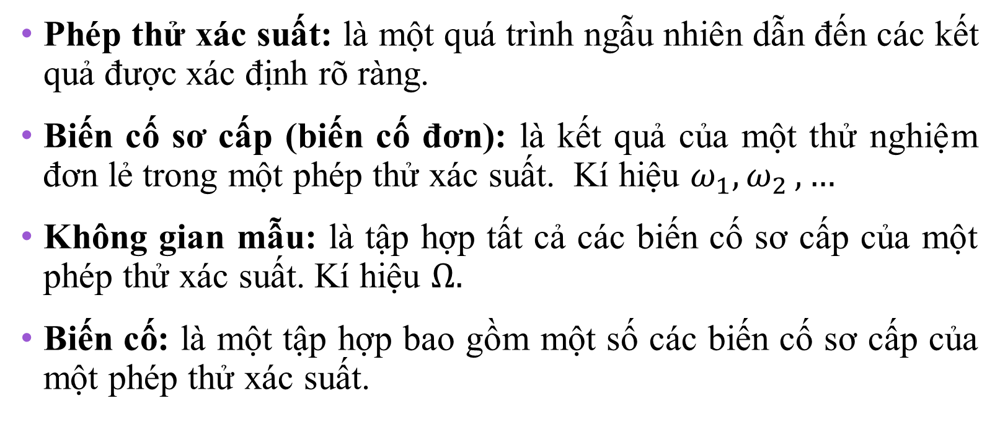 • Phép thử xác suất: là một quá trình ngẫu nhiên dẫn đến các kết
quả được xác định rõ ràng.
• Biến cố sơ cấp (biến cố đơn): là kết quả của một thử nghiệm
đơn lẻ trong một phép thử xác suất. Kí hiệu ω₁, ω₂ , …
• Không gian mẫu: là tập hợp tất cả các biến cố sơ cấp của một
phép thử xác suất. Kí hiệu Ω.
• Biến cố: là một tập hợp bao gồm một số các biến cố sơ cấp của
một phép thử xác suất.